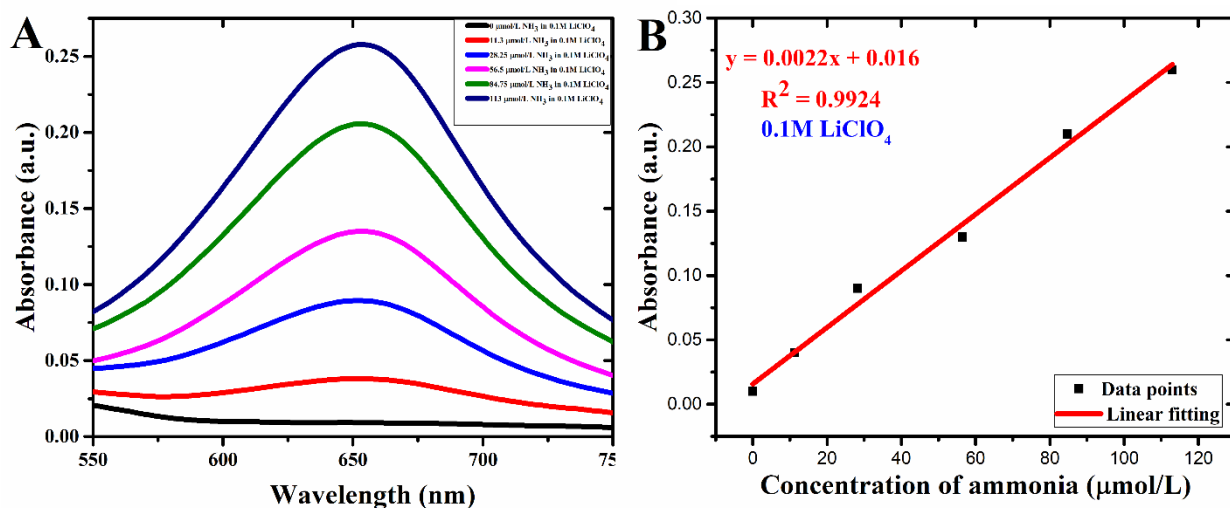 A
0 μmol/L NH₃ in 0.1M LiClO₄
11.3 μmol/L NH₃ in 0.1M LiClO₄
28.25 μmol/L NH₃ in 0.1M LiClO₄
56.5 μmol/L NH₃ in 0.1M LiClO₄
84.75 μmol/L NH₃ in 0.1M LiClO₄
113 μmol/L NH₃ in 0.1M LiClO₄
Absorbance (a.u.)
0.25
0.20
0.15
0.10
0.05
0.00
550 600 650 700 75
Wavelength (nm)
B
y = 0.0022x + 0.016
R² = 0.9924
0.1M LiClO₄
Absorbance (a.u.)
0.30
0.25
0.20
0.15
0.10
0.05
0.00
Data points
Linear fitting
0 20 40 60 80 100 120
Concentration of ammonia (μmol/L)